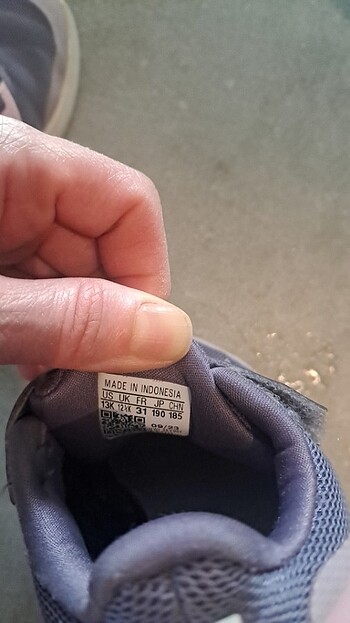 MADE IN INDONESIA
US UK FR JP CHN
13K 12½K 31 190 185
09/23